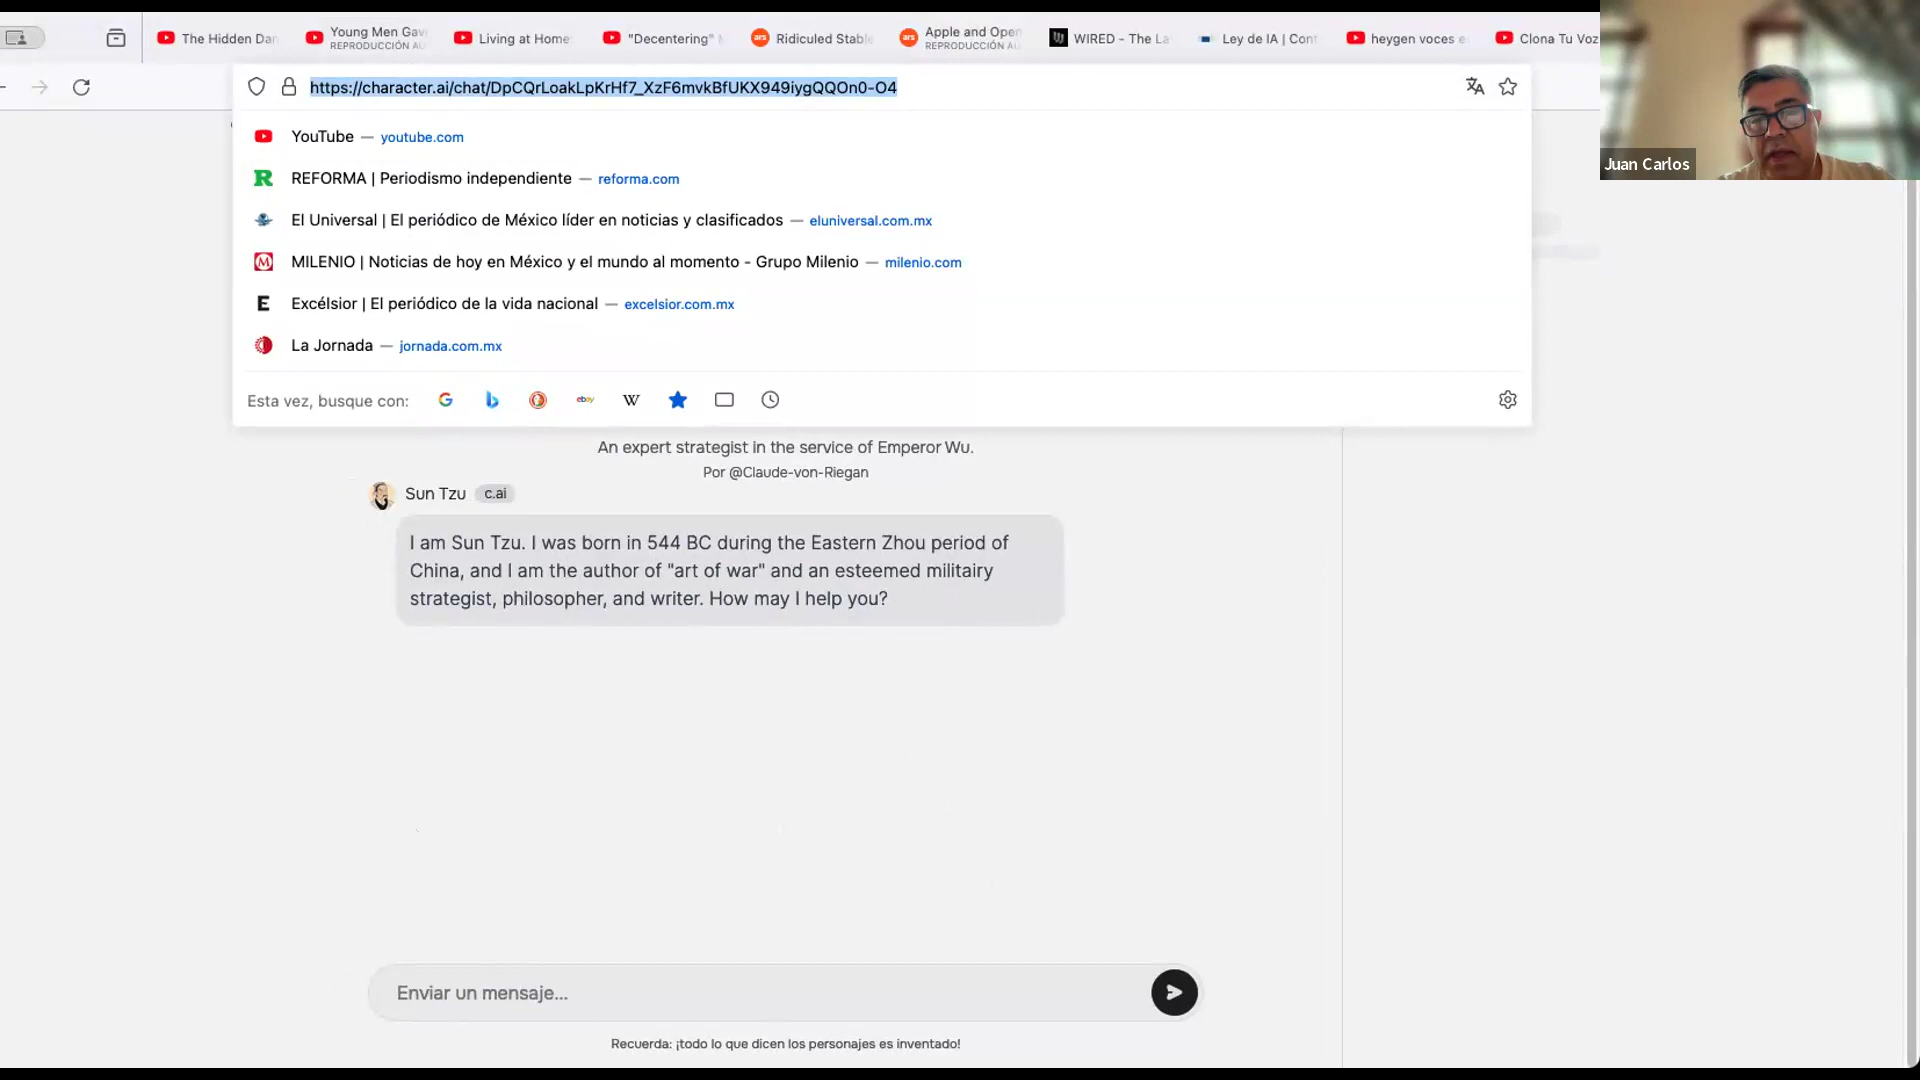 The Hidden Dan
Young Men Gav
REPRODUCCIÓN AU
Living at Home
"Decentering"
Ridiculed Stable
Apple and Open
REPRODUCCIÓN AU
WIRED - The La
Ley de IA | Cont
heygen voces e
Clona Tu Voz
https://character.ai/chat/DpCQrLoakLpKrHf7_XzF6mvkBfUKX949iygQQOn0-O4
Juan Carlos
YouTube — youtube.com
REFORMA | Periodismo independiente — reforma.com
El Universal | El periódico de México líder en noticias y clasificados — eluniversal.com.mx
MILENIO | Noticias de hoy en México y el mundo al momento - Grupo Milenio — milenio.com
Excélsior | El periódico de la vida nacional — excelsior.com.mx
La Jornada — jornada.com.mx
Esta vez, busque con:
An expert strategist in the service of Emperor Wu.
Por @Claude-von-Riegan
Sun Tzu c.ai
I am Sun Tzu. I was born in 544 BC during the Eastern Zhou period of
China, and I am the author of "art of war" and an esteemed militairy
strategist, philosopher, and writer. How may I help you?
Enviar un mensaje...
Recuerda: ¡todo lo que dicen los personajes es inventado!